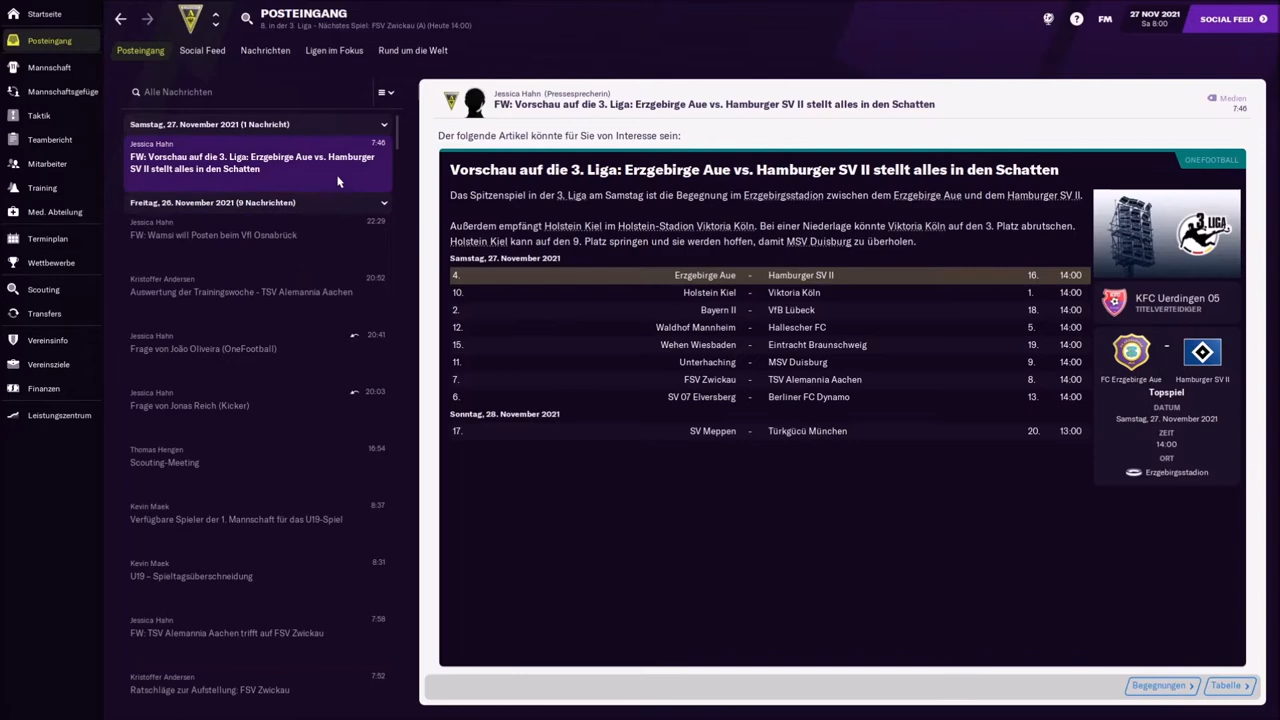 Startseite
Posteingang
Mannschaft
Mannschaftsgefüge
Taktik
Teambericht
Mitarbeiter
Training
Med. Abteilung
Terminplan
Wettbewerbe
Scouting
Transfers
Vereinsinfo
Vereinsziele
Finanzen
Leistungszentrum
POSTEINGANG
8. in der 3. Liga - Nächstes Spiel: FSV Zwickau (A) (Heute 14:00)
FM
27 NOV 2021
Sa 8:00
SOCIAL FEED
Posteingang Social Feed Nachrichten Ligen im Fokus Rund um die Welt
Alle Nachrichten
Samstag, 27. November 2021 (1 Nachricht)
Jessica Hahn 7:46
FW: Vorschau auf die 3. Liga: Erzgebirge Aue vs. Hamburger
SV II stellt alles in den Schatten
Freitag, 26. November 2021 (9 Nachrichten)
Jessica Hahn 22:29
FW: Wamsi will Posten beim Vfl Osnabrück
Kristoffer Andersen 20:52
Auswertung der Trainingswoche - TSV Alemannia Aachen
Jessica Hahn 20:41
Frage von João Oliveira (OneFootball)
Jessica Hahn 20:03
Frage von Jonas Reich (Kicker)
Thomas Hengen 16:54
Scouting-Meeting
Kevin Maek 8:37
Verfügbare Spieler der 1. Mannschaft für das U19-Spiel
Kevin Maek 8:31
U19 - Spieltagsüberschneidung
Jessica Hahn 7:58
FW: TSV Alemannia Aachen trifft auf FSV Zwickau
Kristoffer Andersen 7:52
Ratschläge zur Aufstellung: FSV Zwickau
Jessica Hahn (Pressesprecherin)
FW: Vorschau auf die 3. Liga: Erzgebirge Aue vs. Hamburger SV II stellt alles in den Schatten
Medien
7:46
Der folgende Artikel könnte für Sie von Interesse sein:
ONEFOOTBALL
Vorschau auf die 3. Liga: Erzgebirge Aue vs. Hamburger SV II stellt alles in den Schatten
Das Spitzenspiel in der 3. Liga am Samstag ist die Begegnung im Erzgebirgsstadion zwischen dem Erzgebirge Aue und dem Hamburger SV II.
Außerdem empfängt Holstein Kiel im Holstein-Stadion Viktoria Köln. Bei einer Niederlage könnte Viktoria Köln auf den 3. Platz abrutschen.
Holstein Kiel kann auf den 9. Platz springen und sie werden hoffen, damit MSV Duisburg zu überholen.
Samstag, 27. November 2021
4. Erzgebirge Aue - Hamburger SV II 16. 14:00
10. Holstein Kiel - Viktoria Köln 1. 14:00
2. Bayern II - VfB Lübeck 18. 14:00
12. Waldhof Mannheim - Hallescher FC 5. 14:00
15. Wehen Wiesbaden - Eintracht Braunschweig 19. 14:00
11. Unterhaching - MSV Duisburg 9. 14:00
7. FSV Zwickau - TSV Alemannia Aachen 8. 14:00
6. SV 07 Elversberg - Berliner FC Dynamo 13. 14:00
Sonntag, 28. November 2021
17. SV Meppen - Türkgücü München 20. 13:00
3. LIGA
KFC Uerdingen 05
TITELVERTEIDIGER
-
FC Erzgebirge Aue Hamburger SV II
Topspiel
DATUM
Samstag, 27. November 2021
ZEIT
14:00
ORT
Erzgebirgsstadion
Begegnungen Tabelle